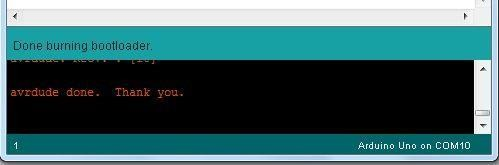 Done burning bootloader.
avrdude done.  Thank you.
1
Arduino Uno on COM10